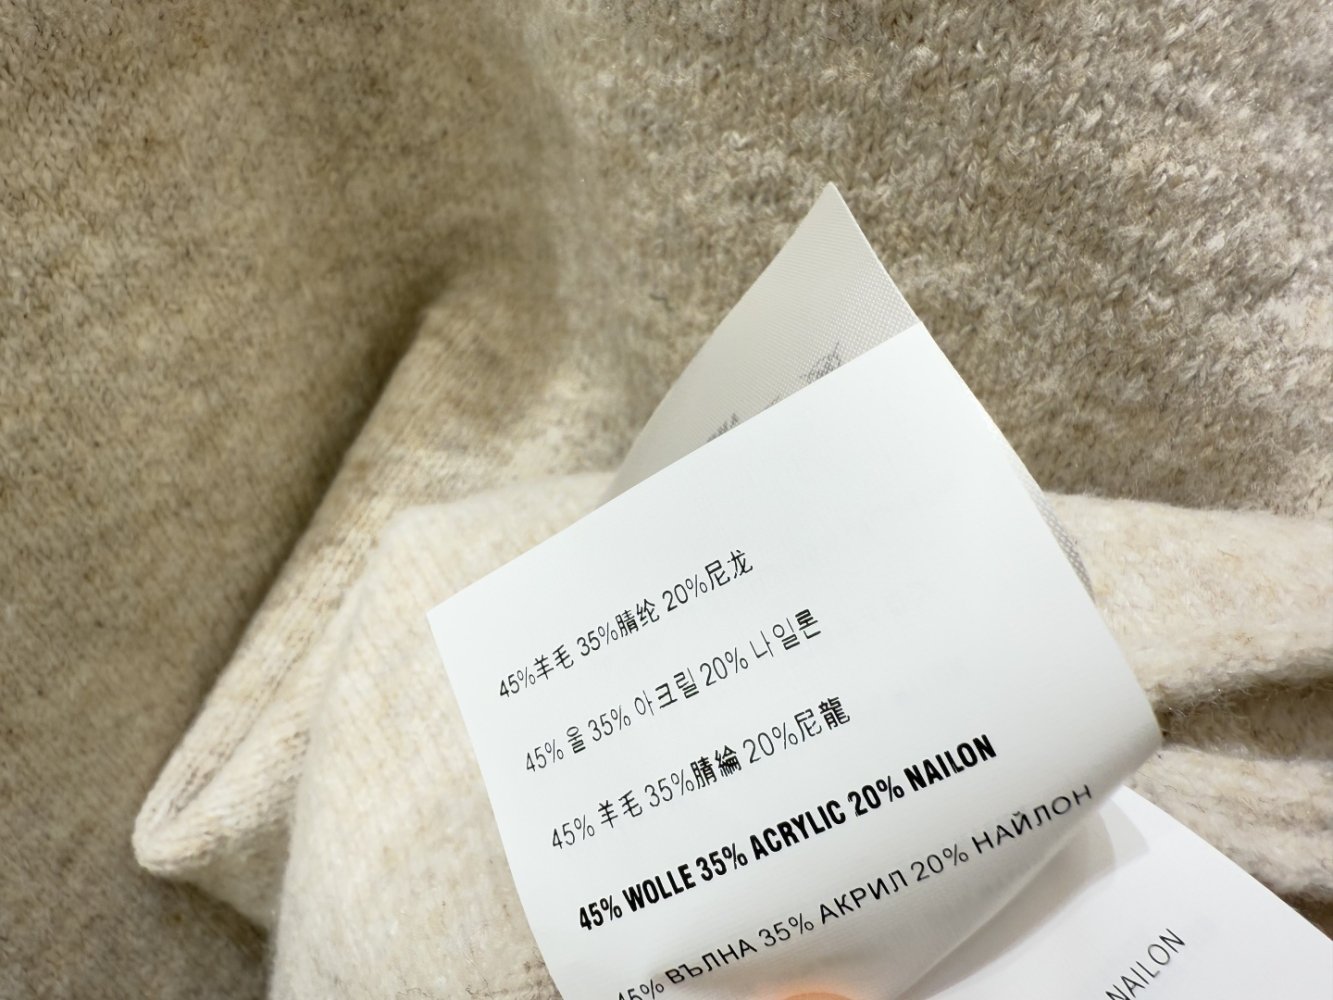 45%羊毛 35%腈纶 20%尼龙
45% 울 35% 아크릴 20% 나일론
45% 羊毛 35%腈綸 20%尼龍
45% WOLLE 35% ACRYLIC 20% NAILON
45% ВЪЛНА 35% АКРИЛ 20% НАЙЛОН
NAILON